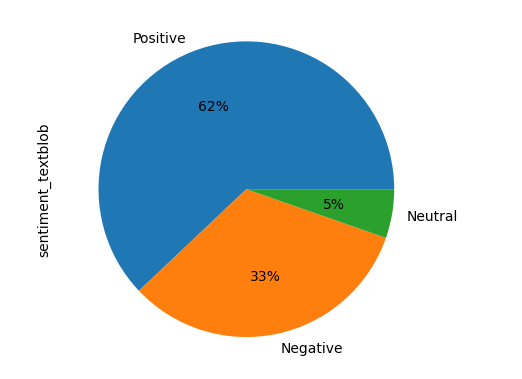 Positive
62%
sentiment_textblob
5%
Neutral
33%
Negative